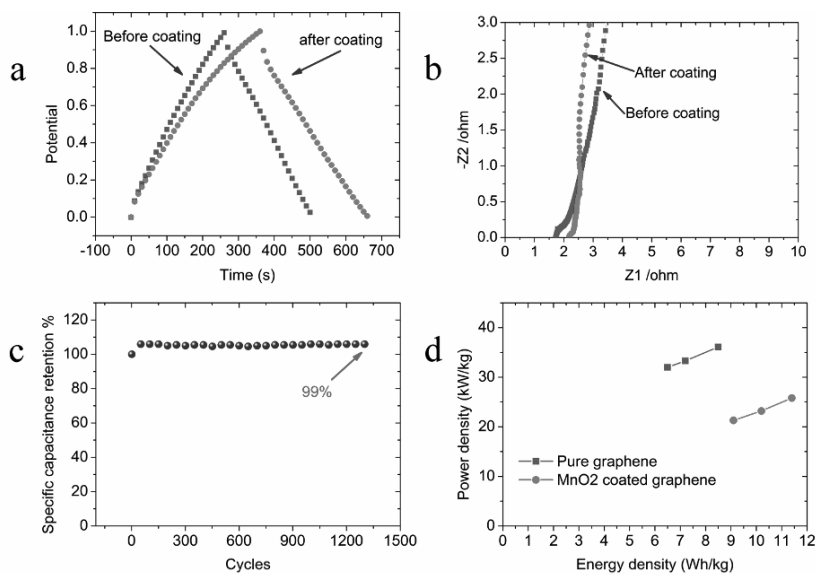 a
Before coating
after coating
Potential
1.0
0.8
0.6
0.4
0.2
0.0
-100 0 100 200 300 400 500 600 700
Time (s)
b
After coating
Before coating
-Z2 /ohm
3.0
2.5
2.0
1.5
1.0
0.5
0.0
0 1 2 3 4 5 6 7 8 9 10
Z1 /ohm
c
Specific capacitance retention %
120
100
80
60
40
20
0
99%
0 300 600 900 1200 1500
Cycles
d
Power density (kW/kg)
45
40
35
30
25
20
15
10
5
0
Pure graphene
MnO2 coated graphene
0 1 2 3 4 5 6 7 8 9 10 11 12
Energy density (Wh/kg)